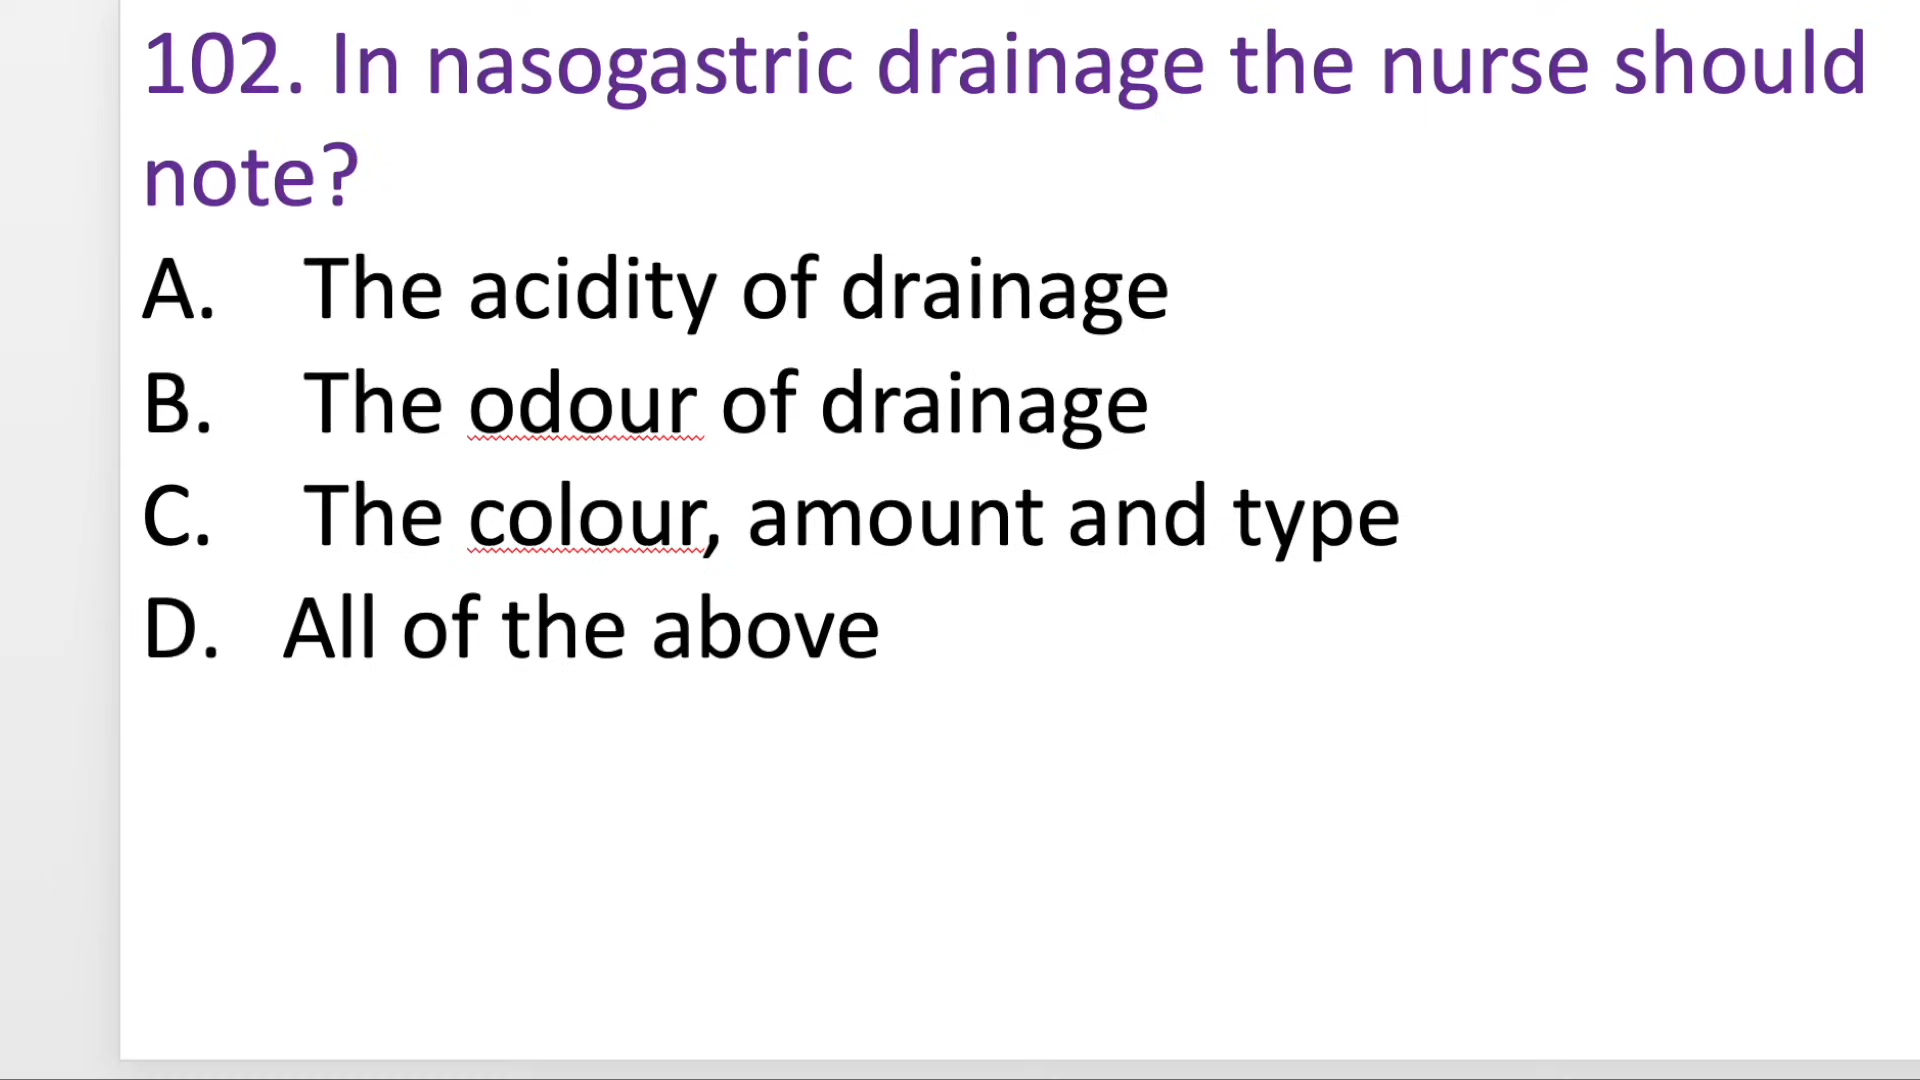 102. In nasogastric drainage the nurse should
note?
A. The acidity of drainage
B. The odour of drainage
C. The colour, amount and type
D. All of the above